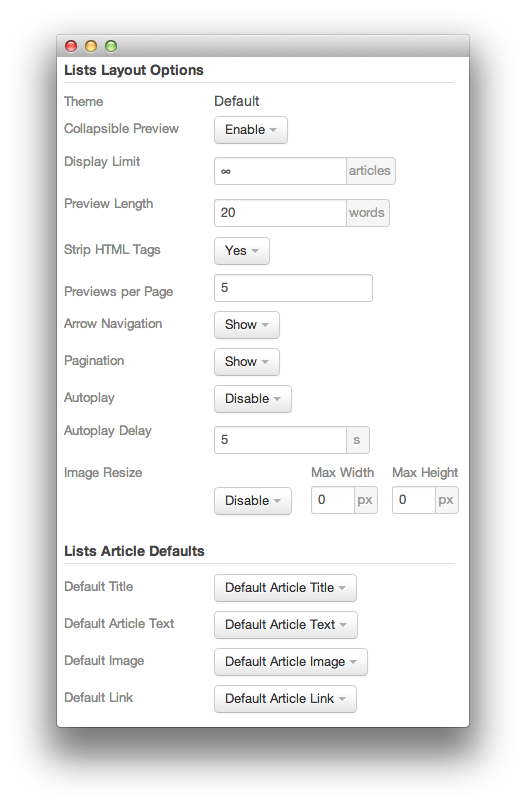 Lists Layout Options
Theme Default
Collapsible Preview Enable
Display Limit ∞ articles
Preview Length 20 words
Strip HTML Tags Yes
Previews per Page 5
Arrow Navigation Show
Pagination Show
Autoplay Disable
Autoplay Delay 5 s
Image Resize Max Width Max Height
Disable 0 px 0 px
Lists Article Defaults
Default Title Default Article Title
Default Article Text Default Article Text
Default Image Default Article Image
Default Link Default Article Link